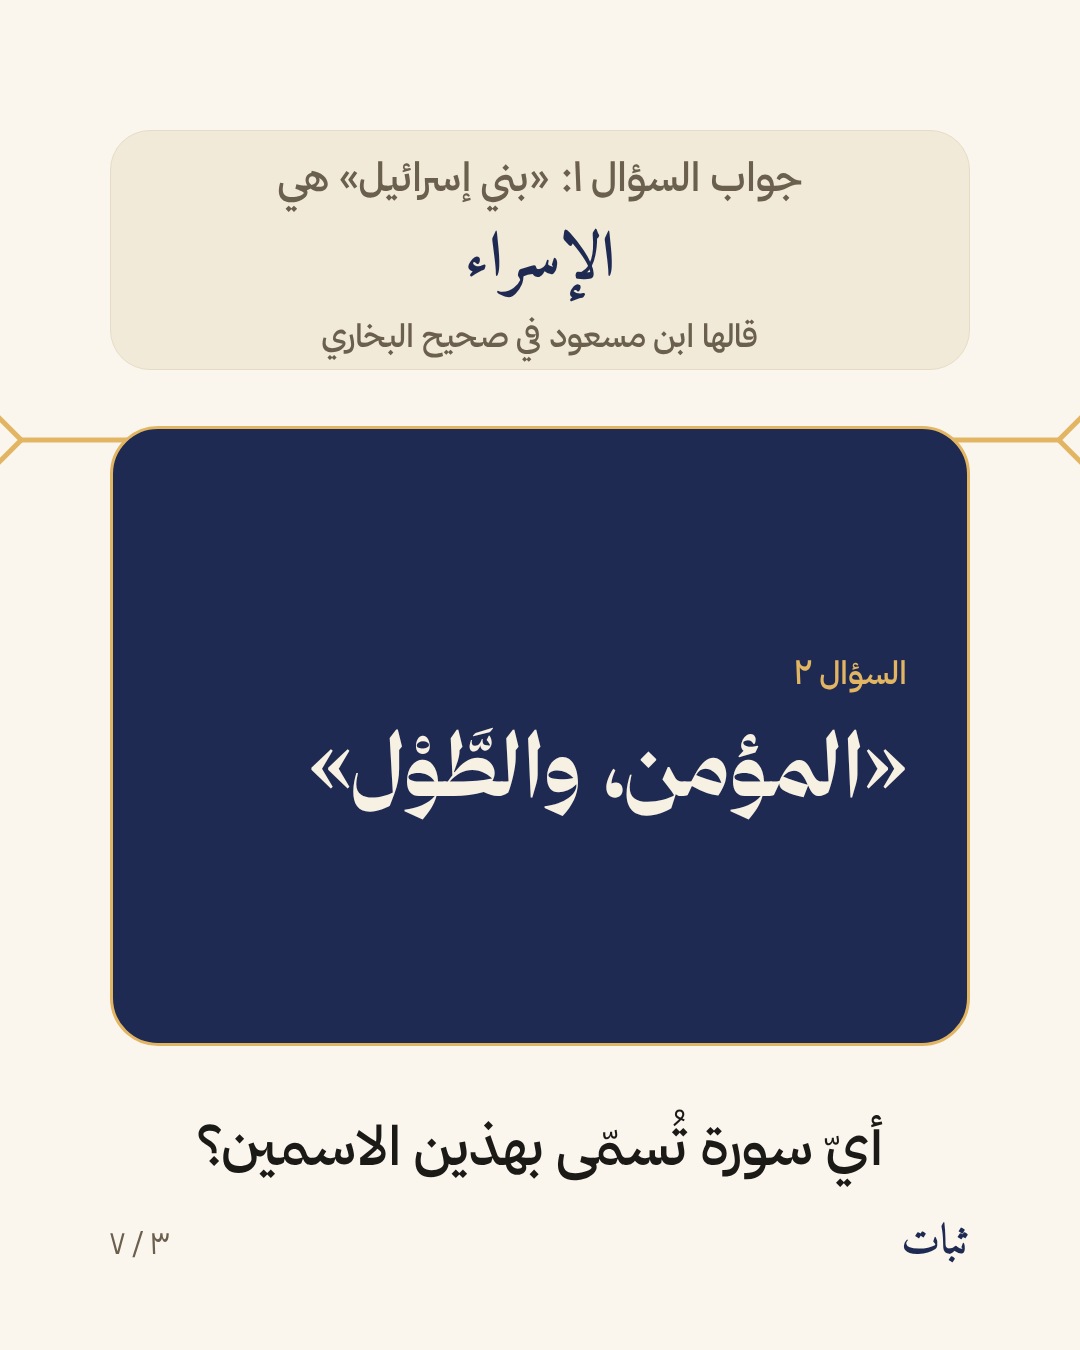 جواب السؤال ١: «بني إسرائيل» هي
الإسراء
قالها ابن مسعود في صحيح البخاري
السؤال ٢
«المؤمن، والطَّوْل»
أيّ سورة تُسمّى بهذين الاسمين؟
ثبات
٣ / ٧